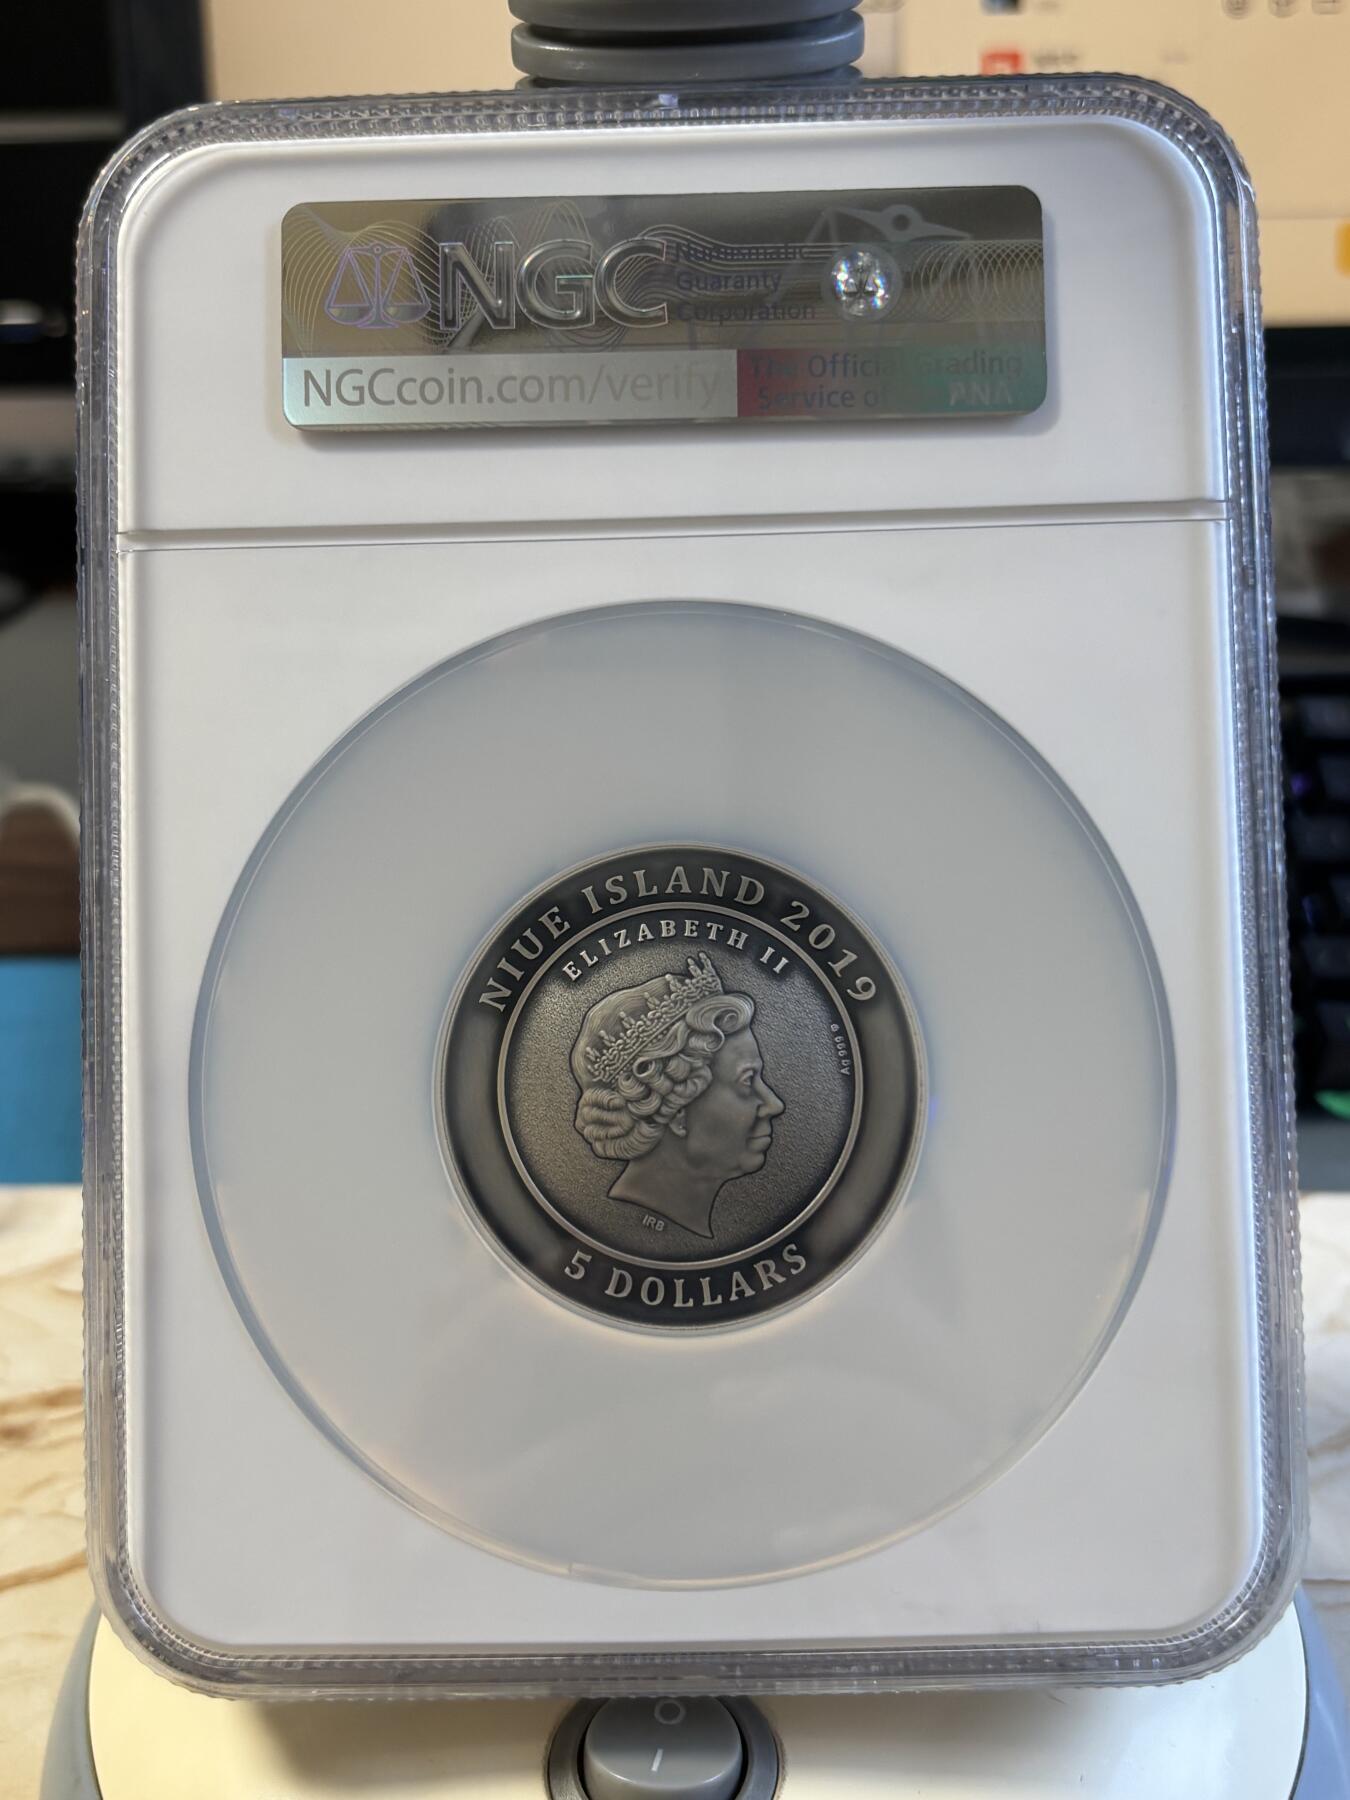 NGC
Numismatic
Guaranty
Corporation
NGCcoin.com/verify
The Official Grading
Service of
ANA
NIUE ISLAND 2019
ELIZABETH II
Ag 999
IRB
5 DOLLARS